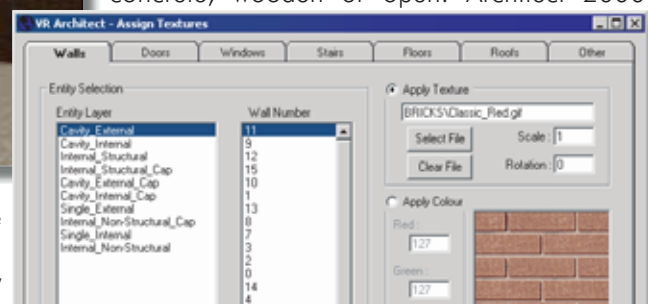 concrete, wooden or open. Architect 2000
VR Architect - Assign Textures
Walls Doors Windows Stairs Floors Roofs Other
Entity Selection
Entity Layer Wall Number
Cavity_External 11
Cavity_Internal 9
Internal_Structural 12
Internal_Structural_Cap 15
Cavity_External_Cap 10
Cavity_Internal_Cap 1
Single_External 13
Internal_Non-Structural_Cap 8
Single_Internal 7
Internal_Non-Structural 3
2
0
14
4
Apply Texture
BRICKS\Classic_Red.gif
Select File Scale : 1
Clear File Rotation : 0
Apply Colour
Red :
127
Green :
127